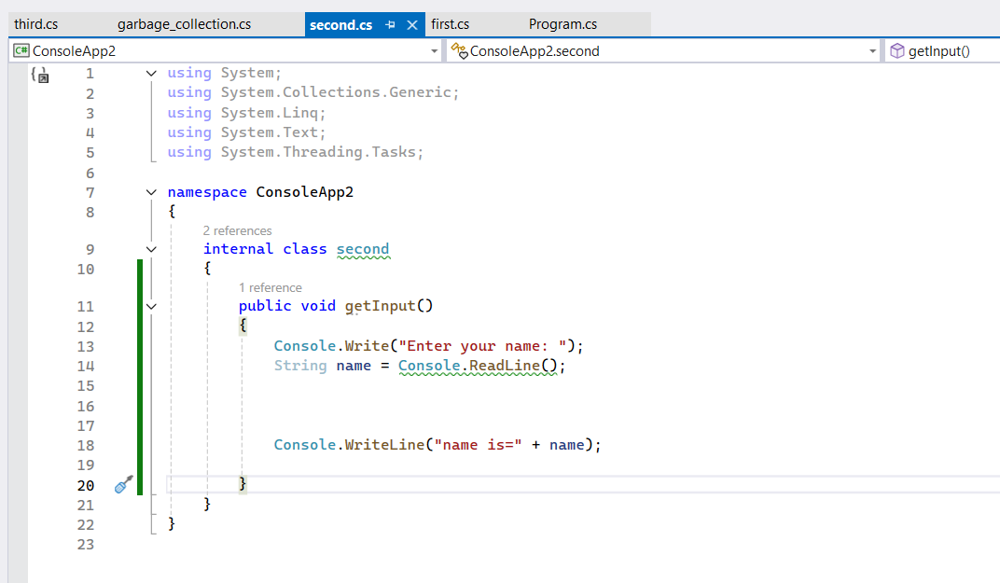 third.cs garbage_collection.cs second.cs first.cs Program.cs
C# ConsoleApp2 ConsoleApp2.second getInput()
1 using System;
2 using System.Collections.Generic;
3 using System.Linq;
4 using System.Text;
5 using System.Threading.Tasks;
6
7 namespace ConsoleApp2
8 {
2 references
9 internal class second
10 {
1 reference
11 public void getInput()
12 {
13 Console.Write("Enter your name: ");
14 String name = Console.ReadLine();
15
16
17
18 Console.WriteLine("name is=" + name);
19
20 }
21 }
22 }
23